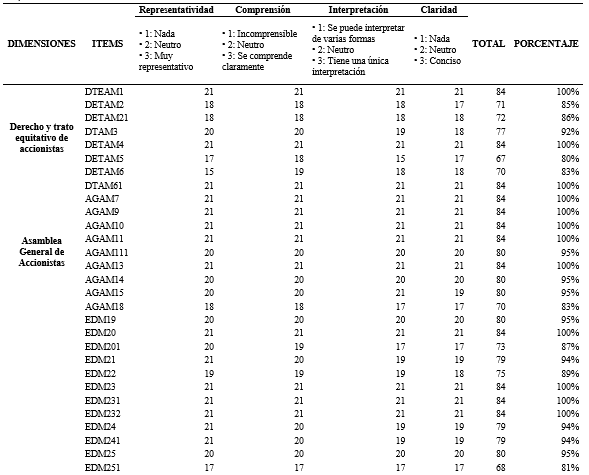 Representatividad Comprensión Interpretación Claridad
DIMENSIONES ITEMS • 1: Nada • 2: Neutro • 3: Muy representativo • 1: Incomprensible • 2: Neutro • 3: Se comprende claramente • 1: Se puede interpretar de varias formas • 2: Neutro • 3: Tiene una única interpretación • 1: Nada • 2: Neutro • 3: Conciso TOTAL PORCENTAJE
Derecho y trato equitativo de accionistas
DTEAM1 21 21 21 21 84 100%
DETAM2 18 18 18 17 71 85%
DETAM21 18 18 18 18 72 86%
DTAM3 20 20 19 18 77 92%
DETAM4 21 21 21 21 84 100%
DETAM5 17 18 15 17 67 80%
DETAM6 15 19 18 18 70 83%
DTAM61 21 21 21 21 84 100%
Asamblea General de Accionistas
AGAM7 21 21 21 21 84 100%
AGAM9 21 21 21 21 84 100%
AGAM10 21 21 21 21 84 100%
AGAM11 21 21 21 21 84 100%
AGAM111 20 20 20 20 80 95%
AGAM13 21 21 21 21 84 100%
AGAM14 20 20 20 20 80 95%
AGAM15 20 20 21 19 80 95%
AGAM18 18 18 17 17 70 83%
EDM19 20 20 20 20 80 95%
EDM20 21 21 21 21 84 100%
EDM201 20 19 17 17 73 87%
EDM21 21 20 19 19 79 94%
EDM22 19 19 19 18 75 89%
EDM23 21 21 21 21 84 100%
EDM231 21 21 21 21 84 100%
EDM232 21 21 21 21 84 100%
EDM24 21 20 19 19 79 94%
EDM241 21 20 19 19 79 94%
EDM25 20 20 20 20 80 95%
EDM251 17 17 17 17 68 81%